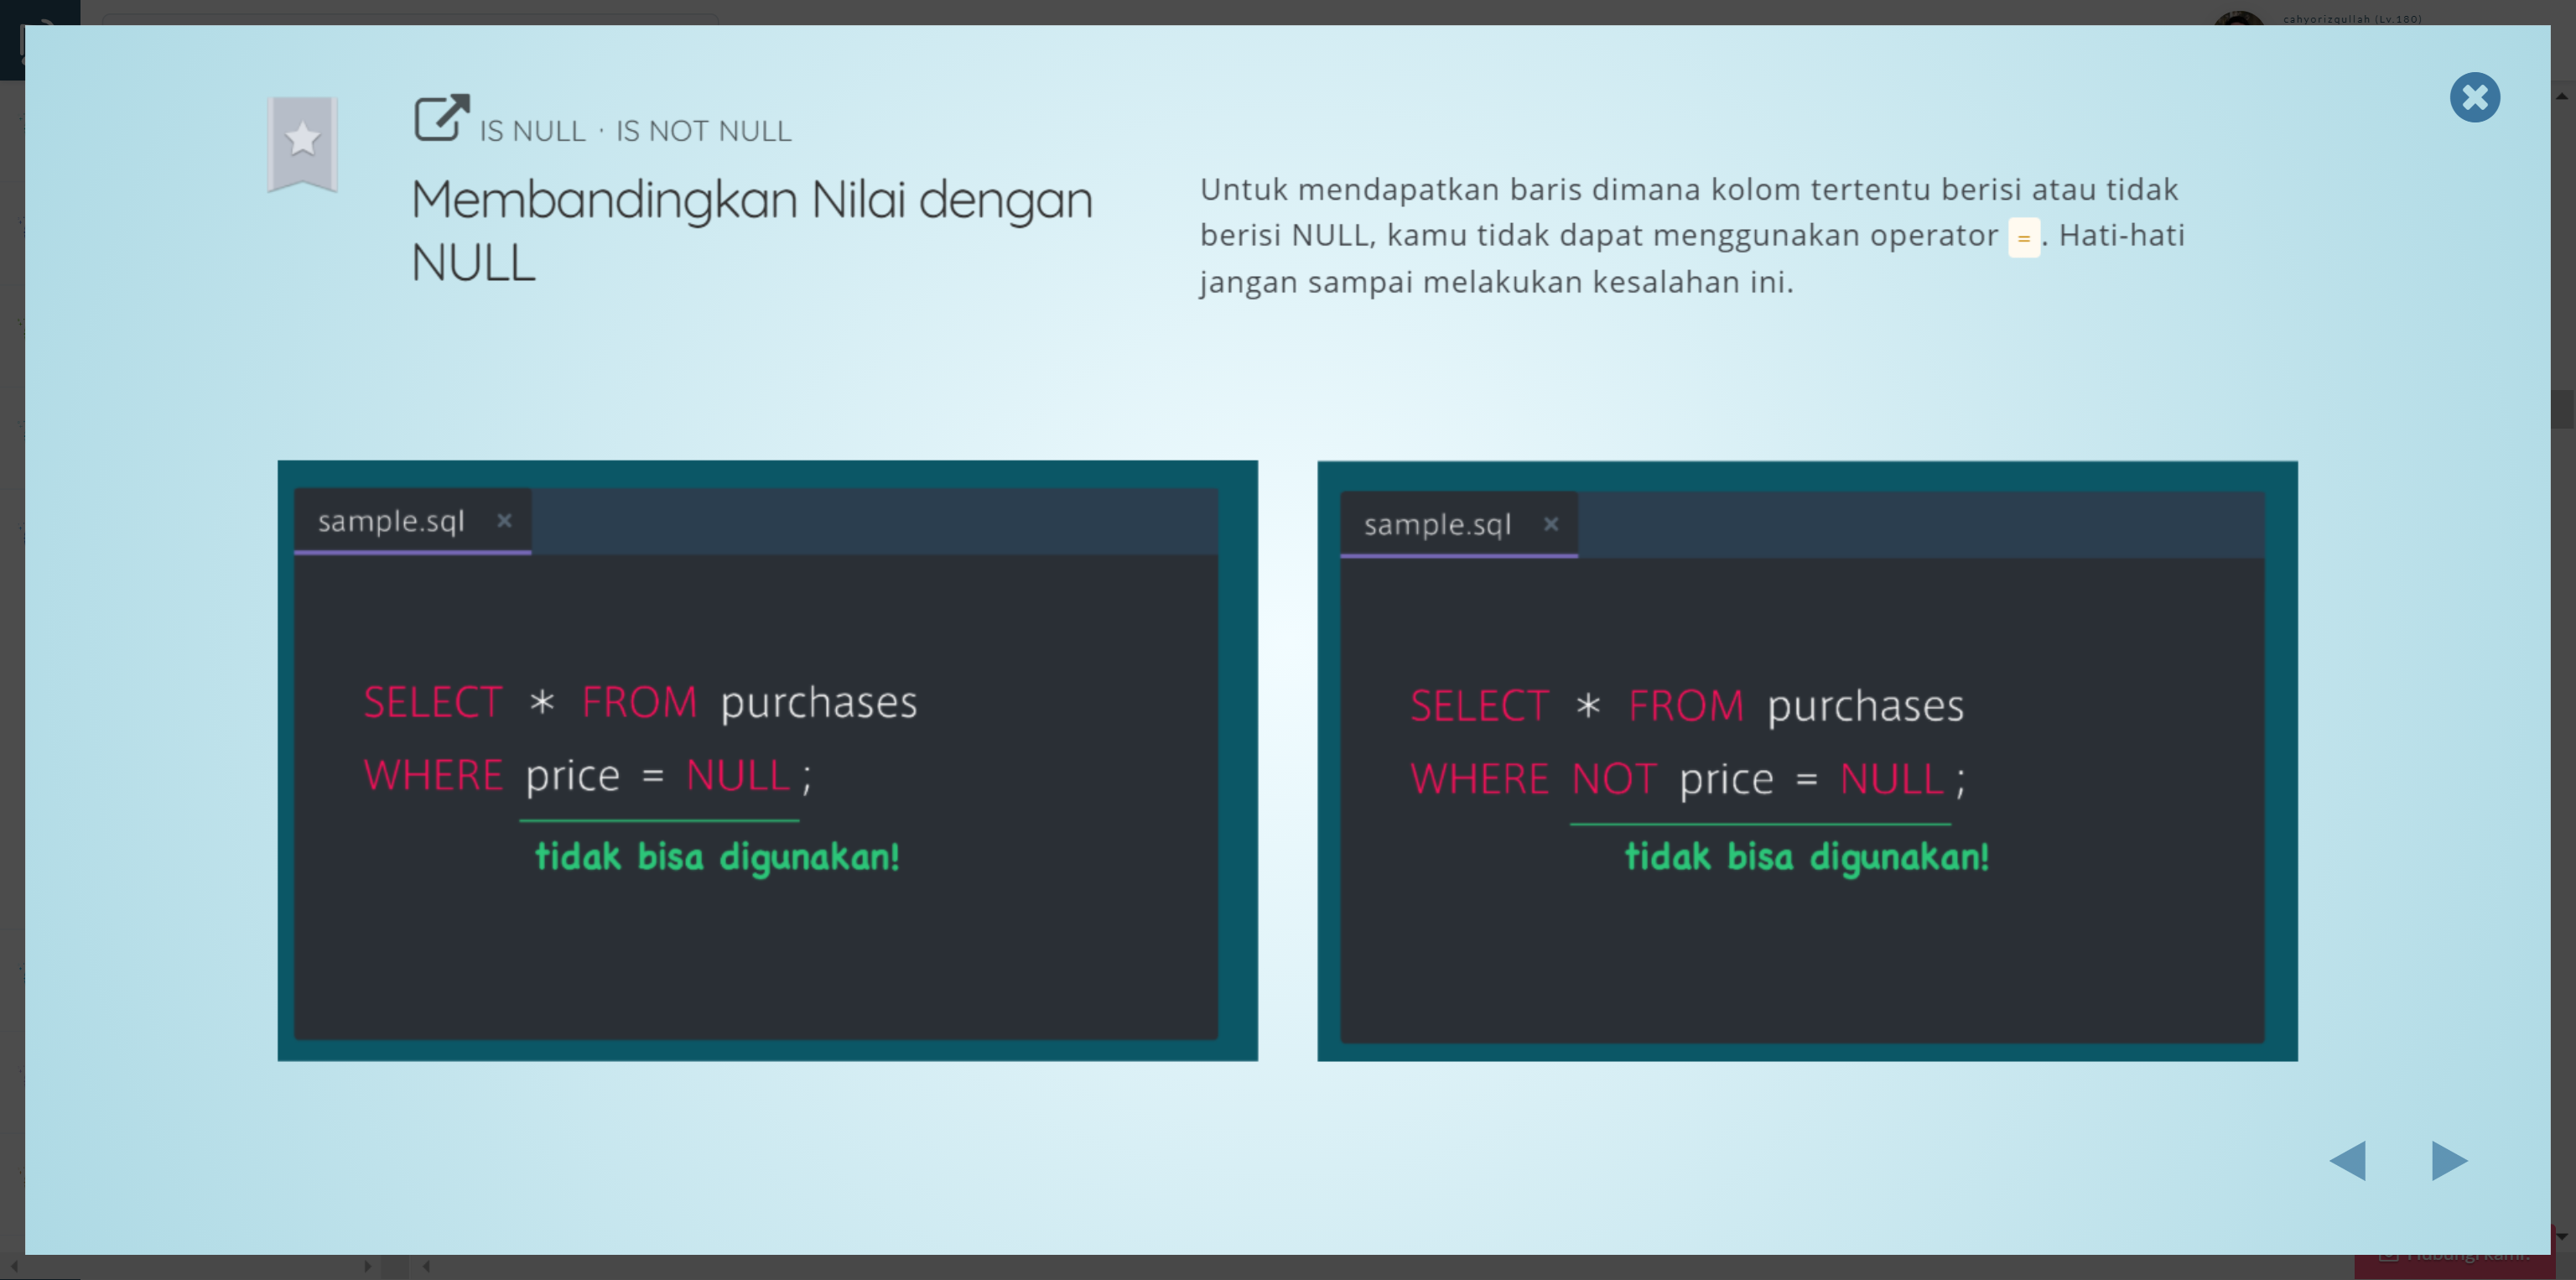 cahyorizqullah (Lv.180)
IS NULL · IS NOT NULL
Membandingkan Nilai dengan
NULL
Untuk mendapatkan baris dimana kolom tertentu berisi atau tidak
berisi NULL, kamu tidak dapat menggunakan operator = . Hati-hati
jangan sampai melakukan kesalahan ini.
sample.sql ×
SELECT * FROM purchases
WHERE price = NULL ;
tidak bisa digunakan!
sample.sql ×
SELECT * FROM purchases
WHERE NOT price = NULL ;
tidak bisa digunakan!